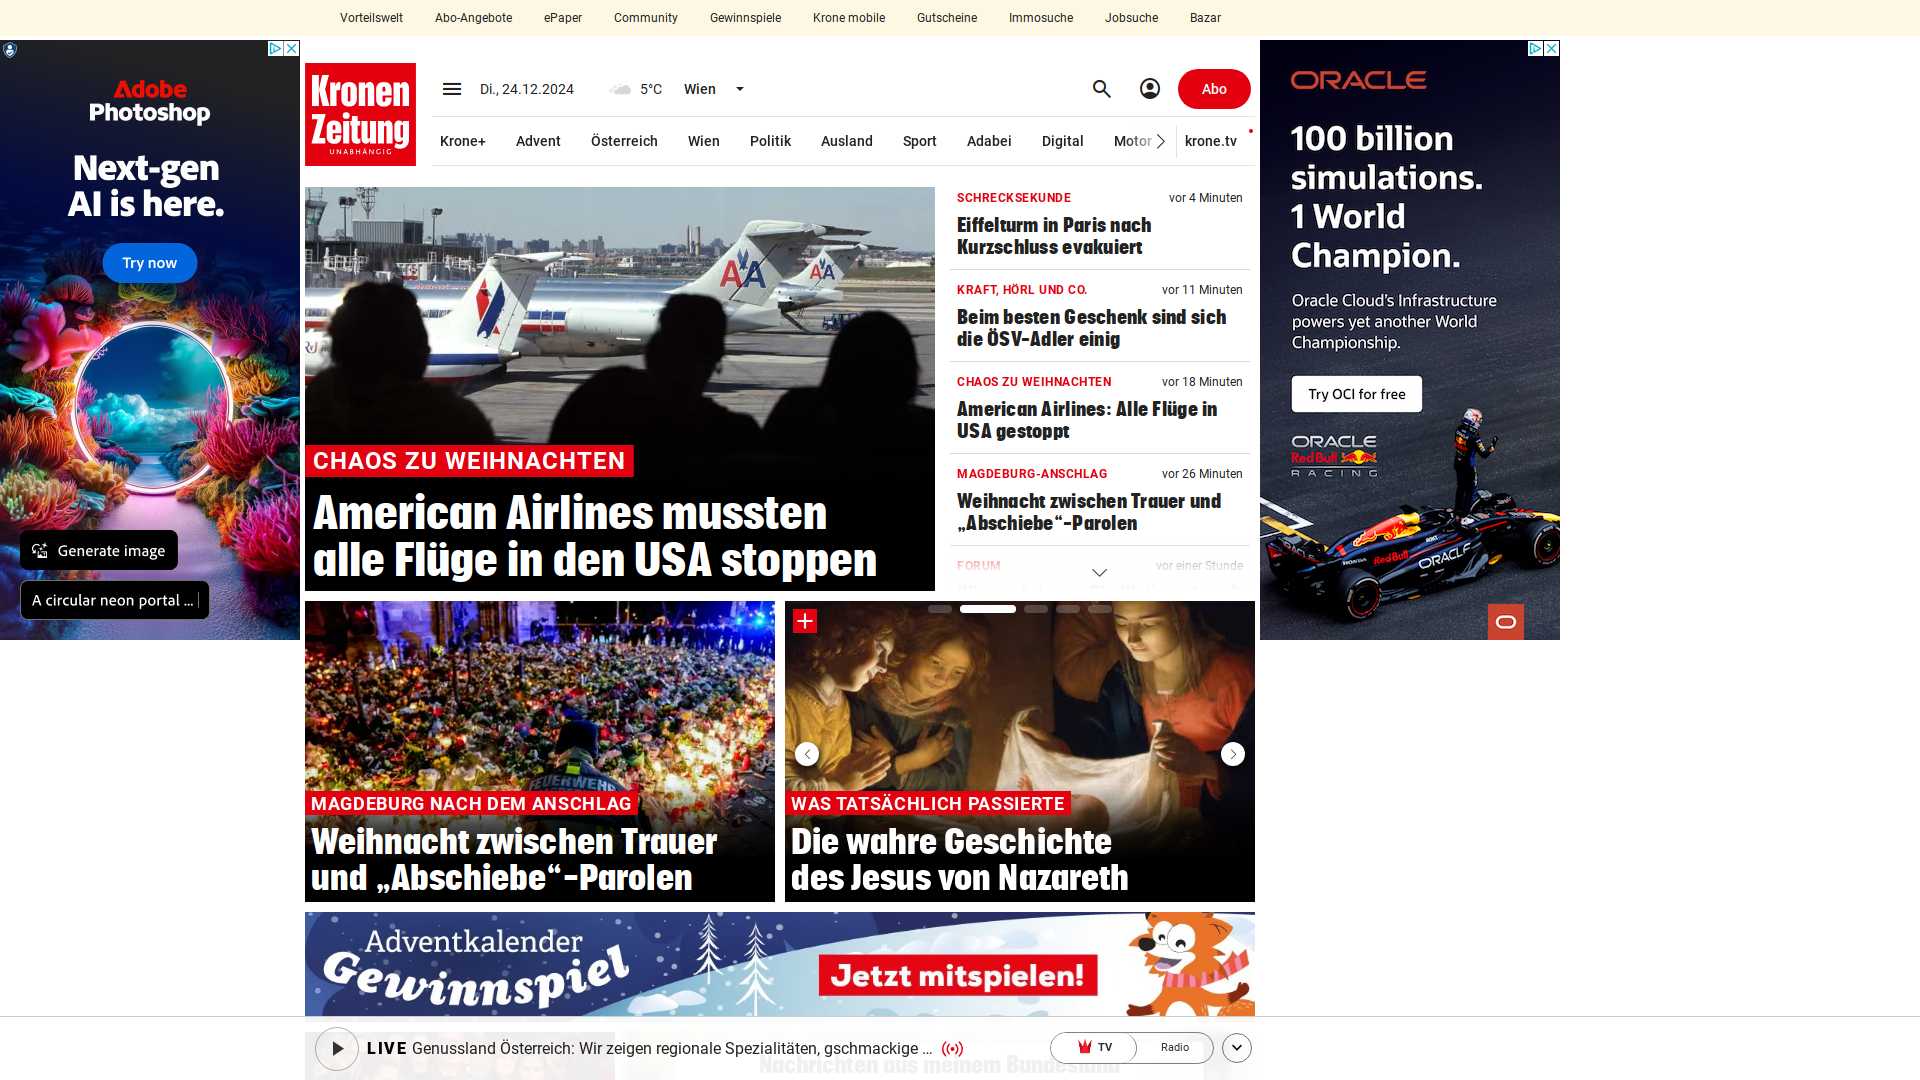 Vorteilswelt
Abo-Angebote
ePaper
Community
Gewinnspiele
Krone mobile
Gutscheine
Immosuche
Jobsuche
Bazar
Adobe
Photoshop
Next-gen
AI is here.
Try now
Generate image
A circular neon portal ...
Kronen
Zeitung
UNABHÄNGIG
Di., 24.12.2024
5°C
Wien
Abo
Krone+
Advent
Österreich
Wien
Politik
Ausland
Sport
Adabei
Digital
Motor
krone.tv
AA
AA
CHAOS ZU WEIHNACHTEN
American Airlines mussten
alle Flüge in den USA stoppen
SCHRECKSEKUNDE
vor 4 Minuten
Eiffelturm in Paris nach
Kurzschluss evakuiert
KRAFT, HÖRL UND CO.
vor 11 Minuten
Beim besten Geschenk sind sich
die ÖSV-Adler einig
CHAOS ZU WEIHNACHTEN
vor 18 Minuten
American Airlines: Alle Flüge in
USA gestoppt
MAGDEBURG-ANSCHLAG
vor 26 Minuten
Weihnacht zwischen Trauer und
„Abschiebe“-Parolen
FORUM
vor einer Stunde
ORACLE
100 billion
simulations.
1 World
Champion.
Oracle Cloud's Infrastructure
powers yet another World
Championship.
Try OCI for free
ORACLE
Red Bull
RACING
ORACLE
Red Bull
ORACLE
FEUERWEHR
MAGDEBURG NACH DEM ANSCHLAG
Weihnacht zwischen Trauer
und „Abschiebe“-Parolen
WAS TATSÄCHLICH PASSIERTE
Die wahre Geschichte
des Jesus von Nazareth
Adventkalender
Gewinnspiel
Jetzt mitspielen!
LIVE Genussland Österreich: Wir zeigen regionale Spezialitäten, gschmackige ...
TV
Radio
Nachrichten aus meinem Bundesland